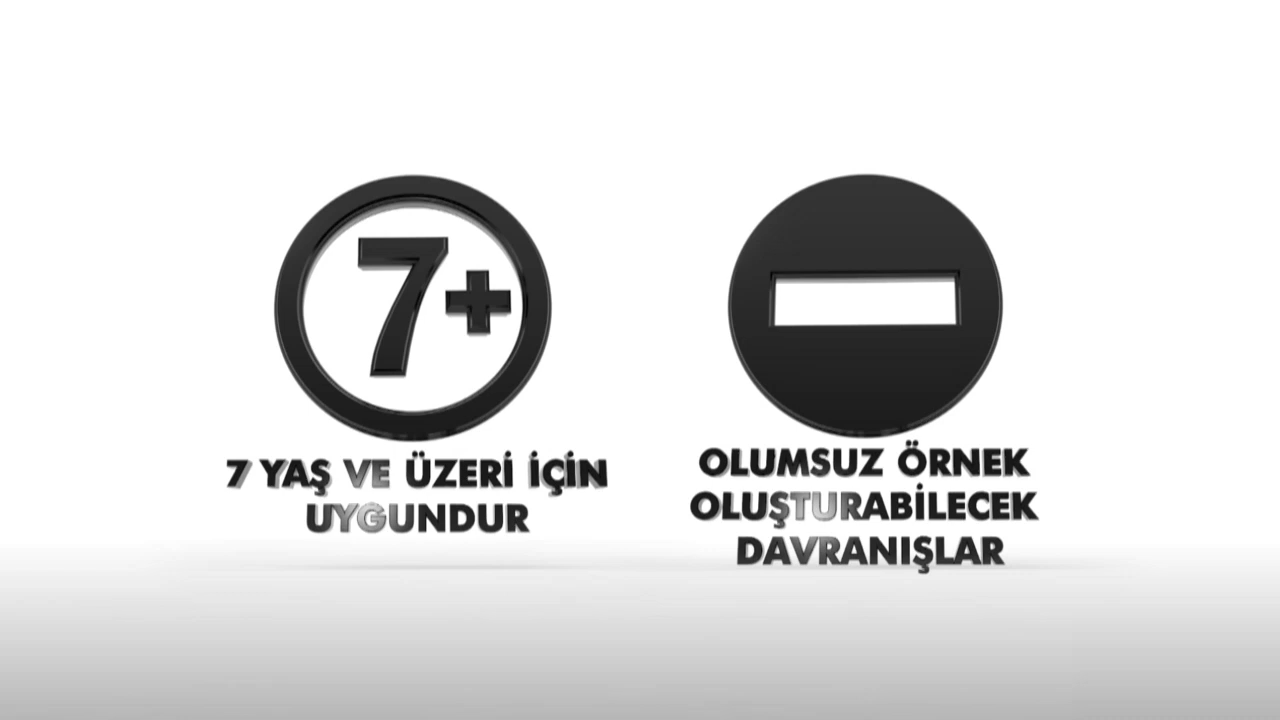 7+
7 YAŞ VE ÜZERİ İÇİN
UYGUNDUR
OLUMSUZ ÖRNEK
OLUŞTURABİLECEK
DAVRANIŞLAR